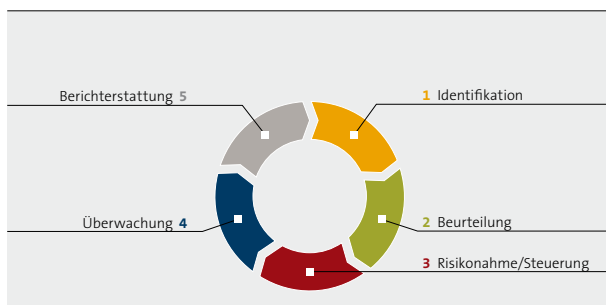 1 Identifikation
2 Beurteilung
3 Risikonahme/Steuerung
Überwachung 4
Berichterstattung 5